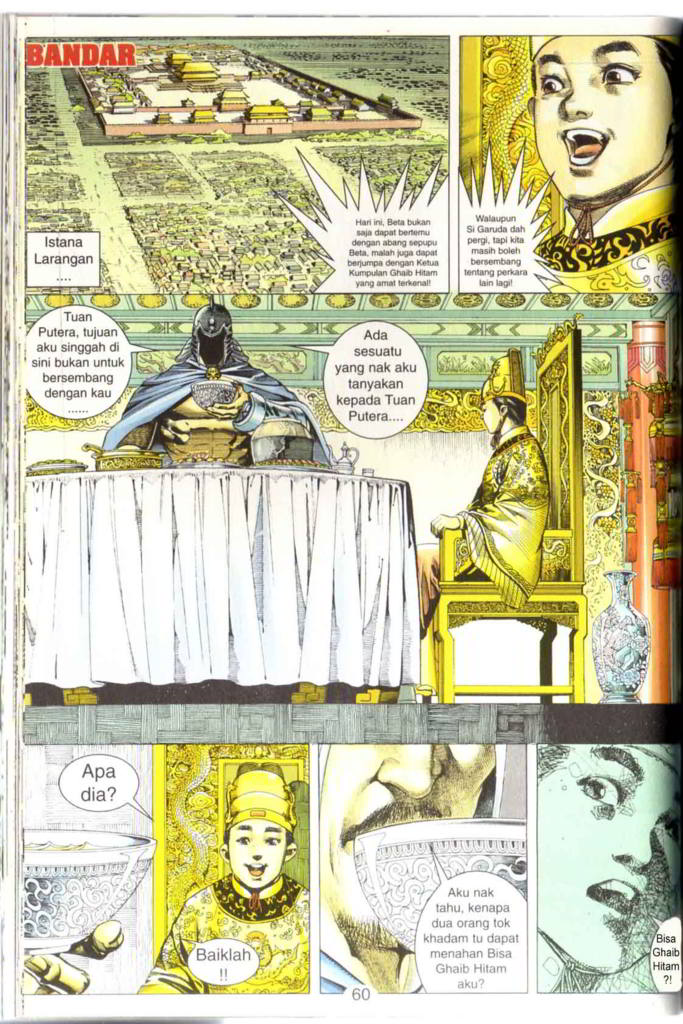 BANDAR
Istana
Larangan
....
Hari ini, Beta bukan
saja dapat bertemu
dengan abang sepupu
Beta, malah juga dapat
berjumpa dengan Ketua
Kumpulan Ghaib Hitam
yang amat terkenal!
Walaupun
Si Garuda dah
pergi, tapi kita
masih boleh
bersembang
tentang perkara
lain lagi!
Tuan
Putera, tujuan
aku singgah di
sini bukan untuk
bersembang
dengan kau
......
Ada
sesuatu
yang nak aku
tanyakan
kepada Tuan
Putera....
Apa
dia?
Baiklah
!!
Aku nak
tahu, kenapa
dua orang tok
khadam tu dapat
menahan Bisa
Ghaib Hitam
aku?
Bisa
Ghaib
Hitam
?!
60